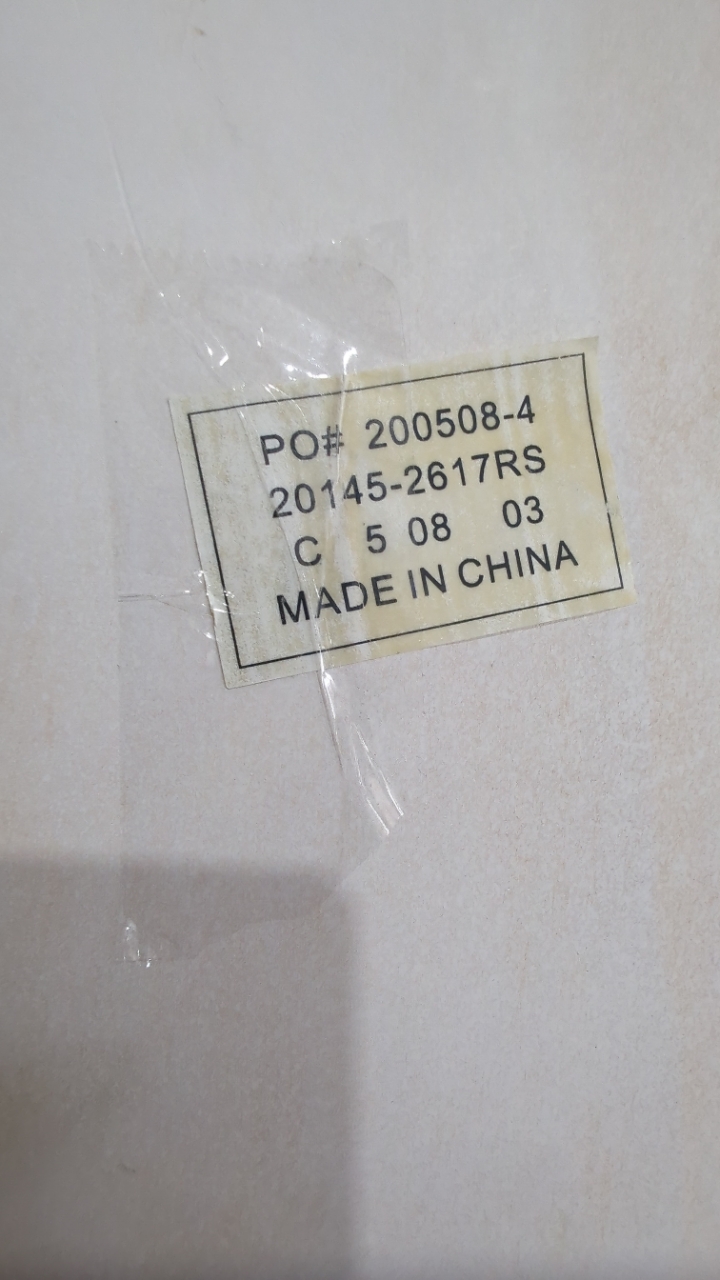 PO# 200508-4
20145-2617RS
C 5 08 03
MADE IN CHINA